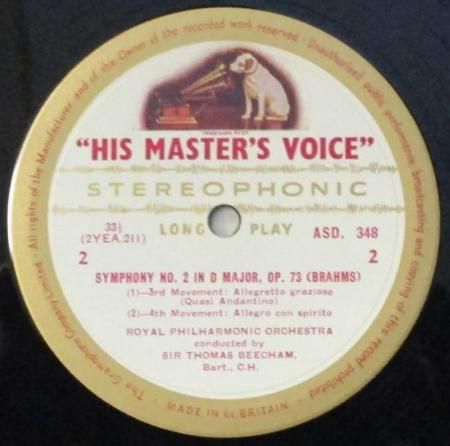 All rights of the Manufacturer and of the Owner of the recorded work reserved · Unauthorised public performance, broadcasting and copying of this record prohibited
The Gramophone Company Limited ·
"HIS MASTER'S VOICE"
STEREOPHONIC
33⅓ LONG PLAY ASD. 348
(2YEA.211)
2 2
SYMPHONY NO. 2 IN D MAJOR, OP. 73 (BRAHMS)
(1)—3rd Movement: Allegretto grazioso
(Quasi Andantino)
(2)—4th Movement: Allegro con spirito
ROYAL PHILHARMONIC ORCHESTRA
conducted by
SIR THOMAS BEECHAM,
Bart., C.H.
MADE IN Gt. BRITAIN